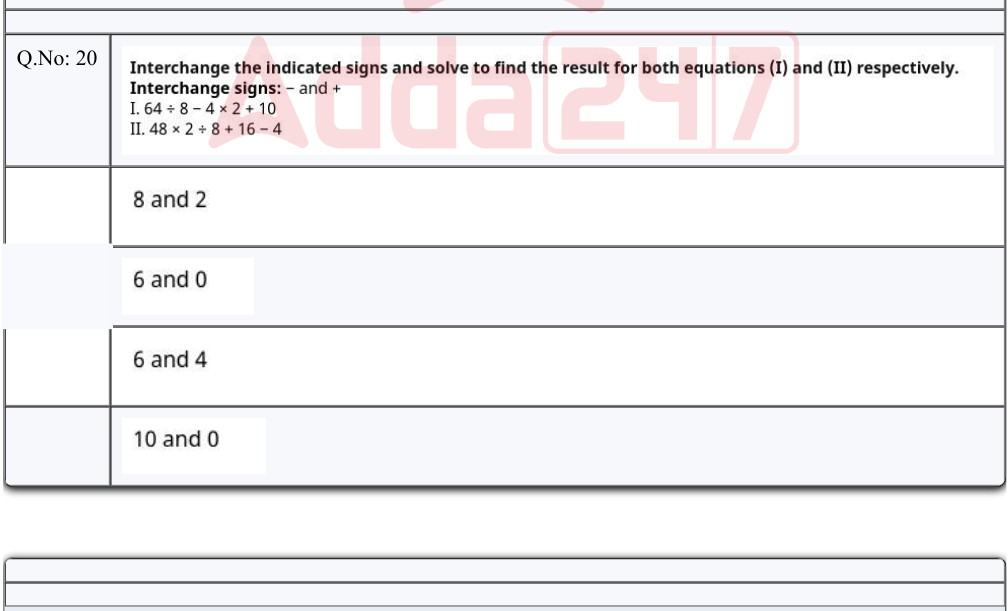 Adda247
Q.No: 20
Interchange the indicated signs and solve to find the result for both equations (I) and (II) respectively.
Interchange signs: − and +
I. 64 ÷ 8 − 4 × 2 + 10
II. 48 × 2 ÷ 8 + 16 − 4
8 and 2
6 and 0
6 and 4
10 and 0